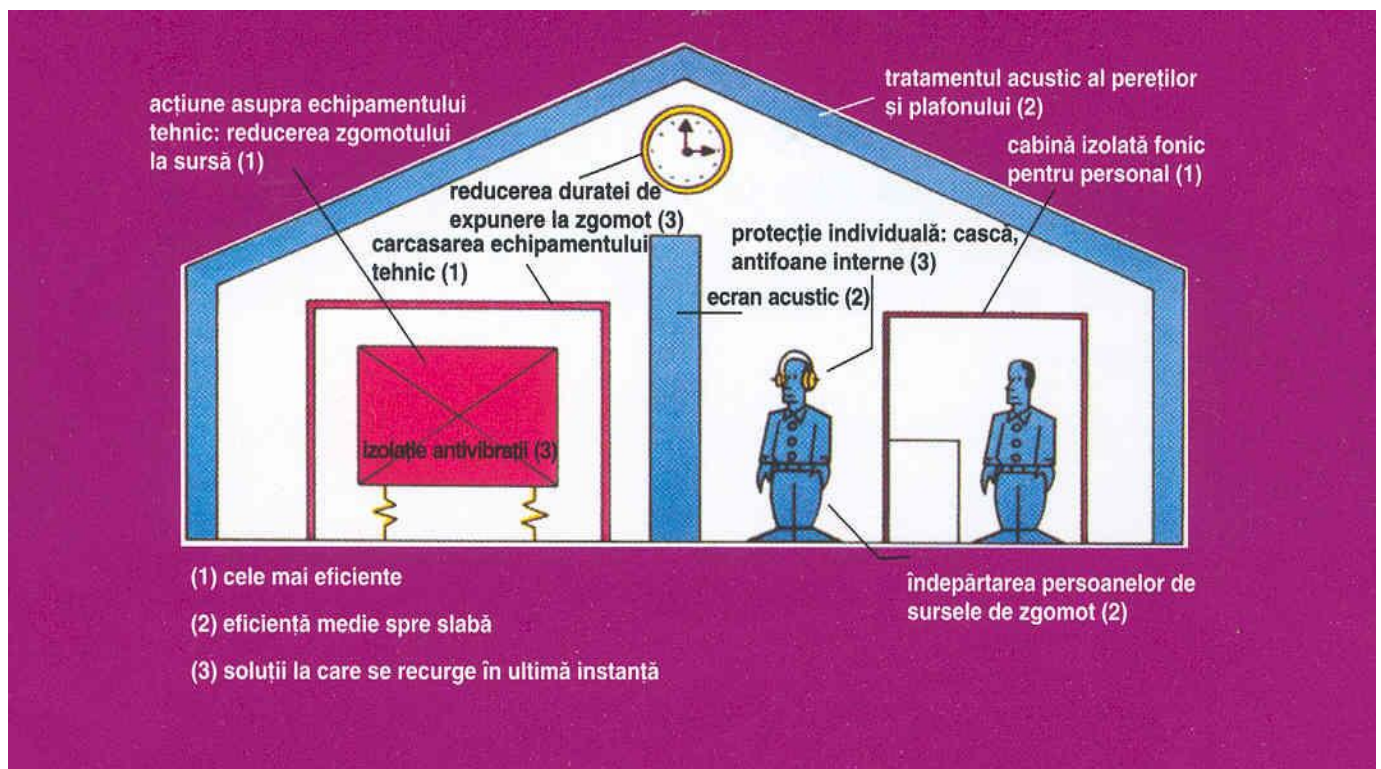 acțiune asupra echipamentului
tehnic: reducerea zgomotului
la sursă (1)
tratamentul acustic al pereților
și plafonului (2)
cabină izolată fonic
pentru personal (1)
reducerea duratei de
expunere la zgomot (3)
carcasarea echipamentului
tehnic (1)
protecție individuală: cască,
antifoane interne (3)
ecran acustic (2)
izolație antivibrații (3)
îndepărtarea persoanelor de
sursele de zgomot (2)
(1) cele mai eficiente
(2) eficiență medie spre slabă
(3) soluții la care se recurge în ultimă instanță